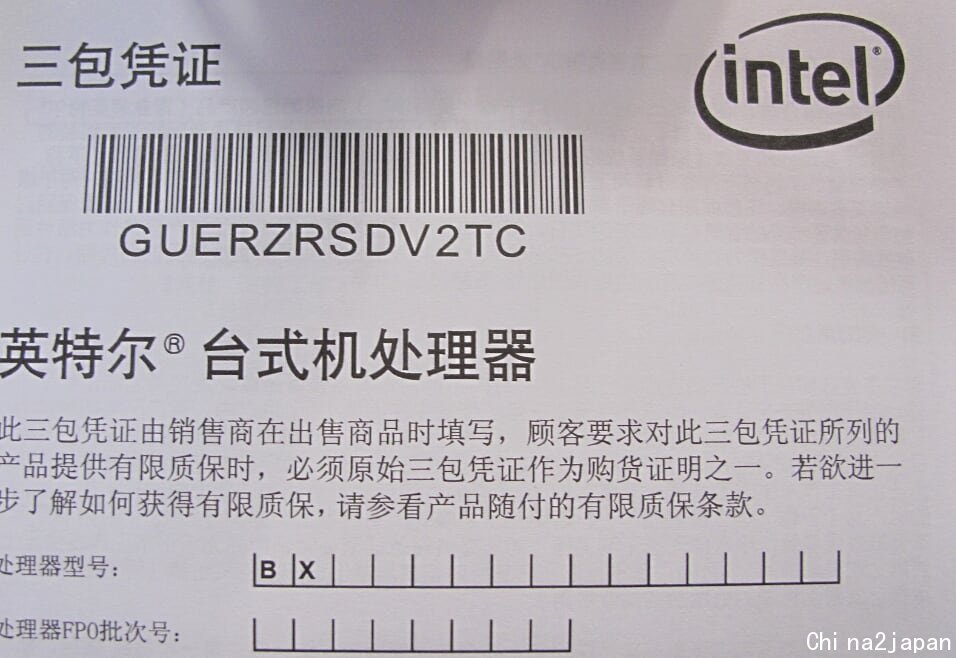 三包凭证
intel®
GUERZRSDV2TC
英特尔® 台式机处理器
此三包凭证由销售商在出售商品时填写，顾客要求对此三包凭证所列的
产品提供有限质保时，必须原始三包凭证作为购货证明之一。若欲进一
步了解如何获得有限质保，请参看产品随付的有限质保条款。
处理器型号：
BX
处理器FPO批次号：
China2japan